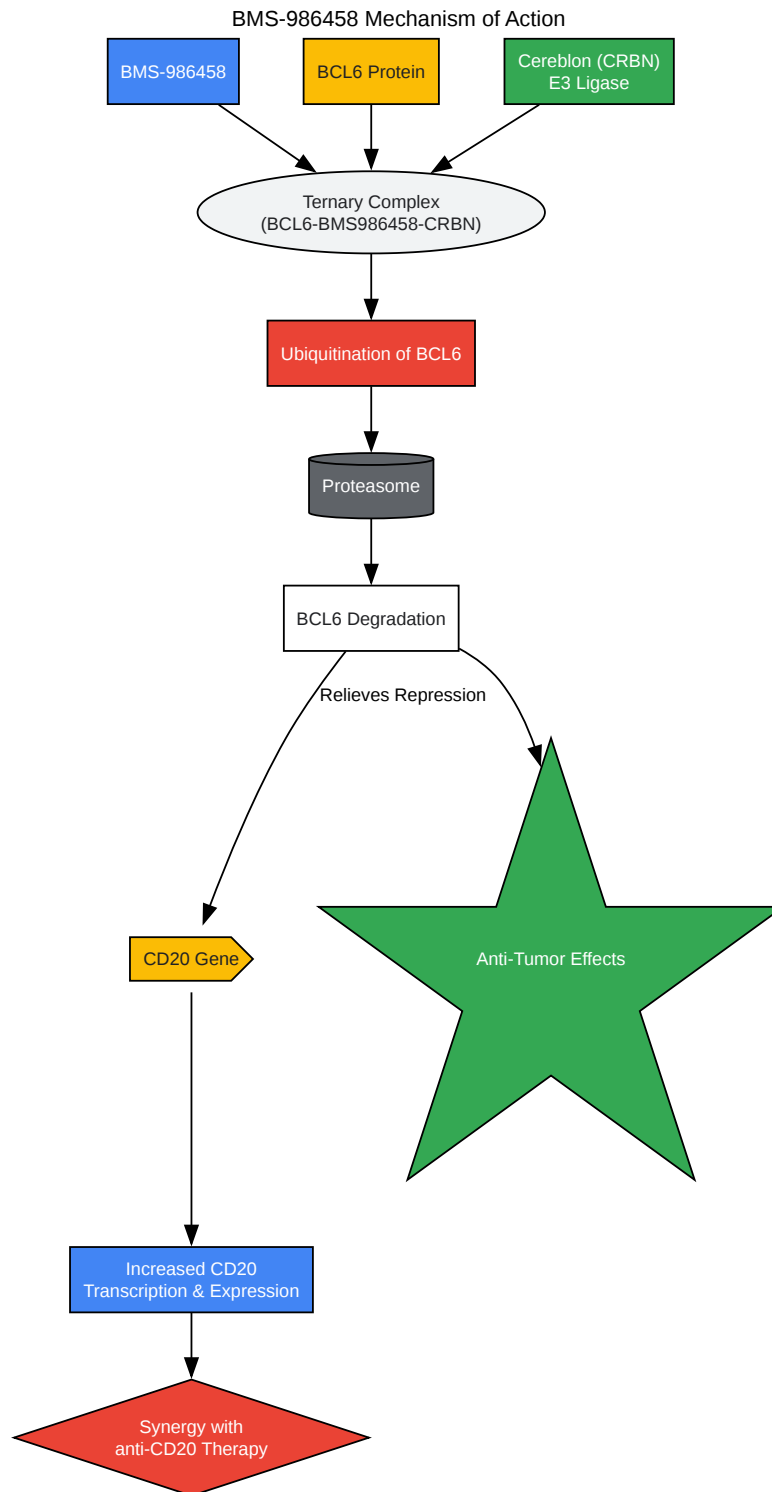 BMS-986458 Mechanism of Action
BMS-986458
BCL6 Protein
Cereblon (CRBN)
E3 Ligase
Ternary Complex
(BCL6-BMS986458-CRBN)
Ubiquitination of BCL6
Proteasome
BCL6 Degradation
Relieves Repression
CD20 Gene
Anti-Tumor Effects
Increased CD20
Transcription & Expression
Synergy with
anti-CD20 Therapy